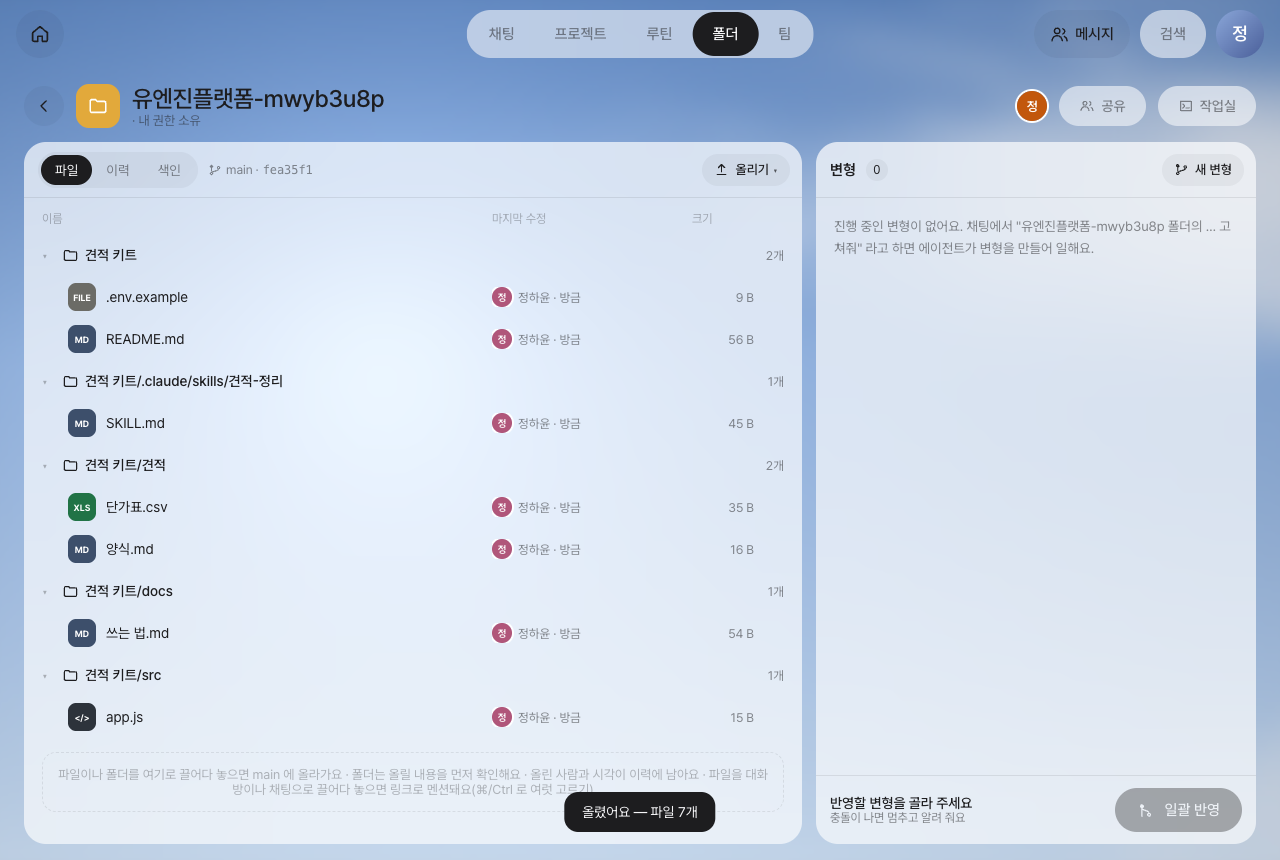 채팅
프로젝트
루틴
폴더
팀
메시지
검색
정
유엔진플랫폼-mwyb3u8p
· 내 권한 소유
정
공유
작업실
파일
이력
색인
main · fea35f1
올리기
이름
마지막 수정
크기
견적 키트
2개
FILE
.env.example
정
정하윤 · 방금
9 B
MD
README.md
정
정하윤 · 방금
56 B
견적 키트/.claude/skills/견적-정리
1개
MD
SKILL.md
정
정하윤 · 방금
45 B
견적 키트/견적
2개
XLS
단가표.csv
정
정하윤 · 방금
35 B
MD
양식.md
정
정하윤 · 방금
16 B
견적 키트/docs
1개
MD
쓰는 법.md
정
정하윤 · 방금
54 B
견적 키트/src
1개
</>
app.js
정
정하윤 · 방금
15 B
파일이나 폴더를 여기로 끌어다 놓으면 main 에 올라가요 · 폴더는 올릴 내용을 먼저 확인해요 · 올린 사람과 시각이 이력에 남아요 · 파일을 대화
방이나 채팅으로 끌어다 놓으면 링크로 멘션돼요(⌘/Ctrl 로 여럿 고르기)
올렸어요 — 파일 7개
변형
0
새 변형
진행 중인 변형이 없어요. 채팅에서 "유엔진플랫폼-mwyb3u8p 폴더의 … 고
쳐줘" 라고 하면 에이전트가 변형을 만들어 일해요.
반영할 변형을 골라 주세요
충돌이 나면 멈추고 알려 줘요
일괄 반영